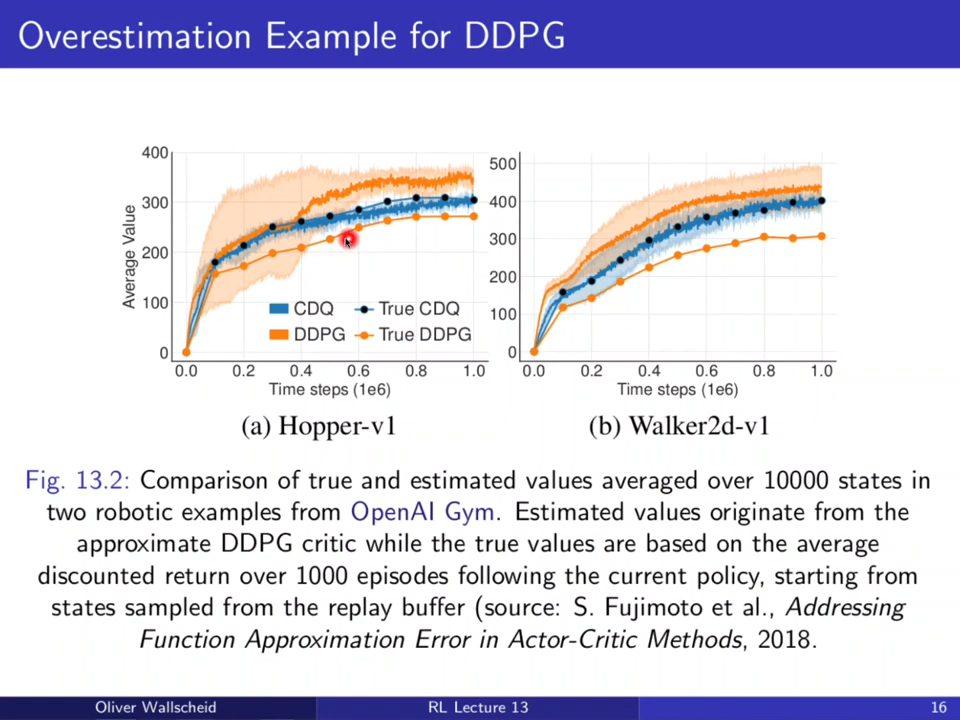 Overestimation Example for DDPG
400
300
200
100
0
Average Value
CDQ
True CDQ
DDPG
True DDPG
0.0 0.2 0.4 0.6 0.8 1.0
Time steps (1e6)
(a) Hopper-v1
500
400
300
200
100
0
0.0 0.2 0.4 0.6 0.8 1.0
Time steps (1e6)
(b) Walker2d-v1
Fig. 13.2: Comparison of true and estimated values averaged over 10000 states in
two robotic examples from OpenAI Gym. Estimated values originate from the
approximate DDPG critic while the true values are based on the average
discounted return over 1000 episodes following the current policy, starting from
states sampled from the replay buffer (source: S. Fujimoto et al., Addressing
Function Approximation Error in Actor-Critic Methods, 2018.
Oliver Wallscheid RL Lecture 13 16